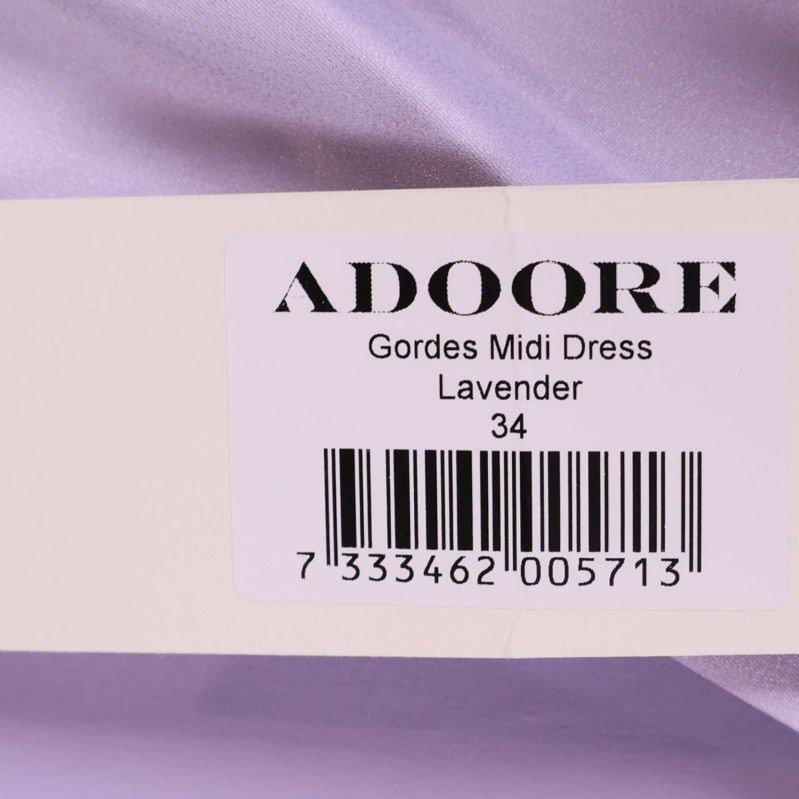 ADOORE
Gordes Midi Dress
Lavender
34
7 333462 005713